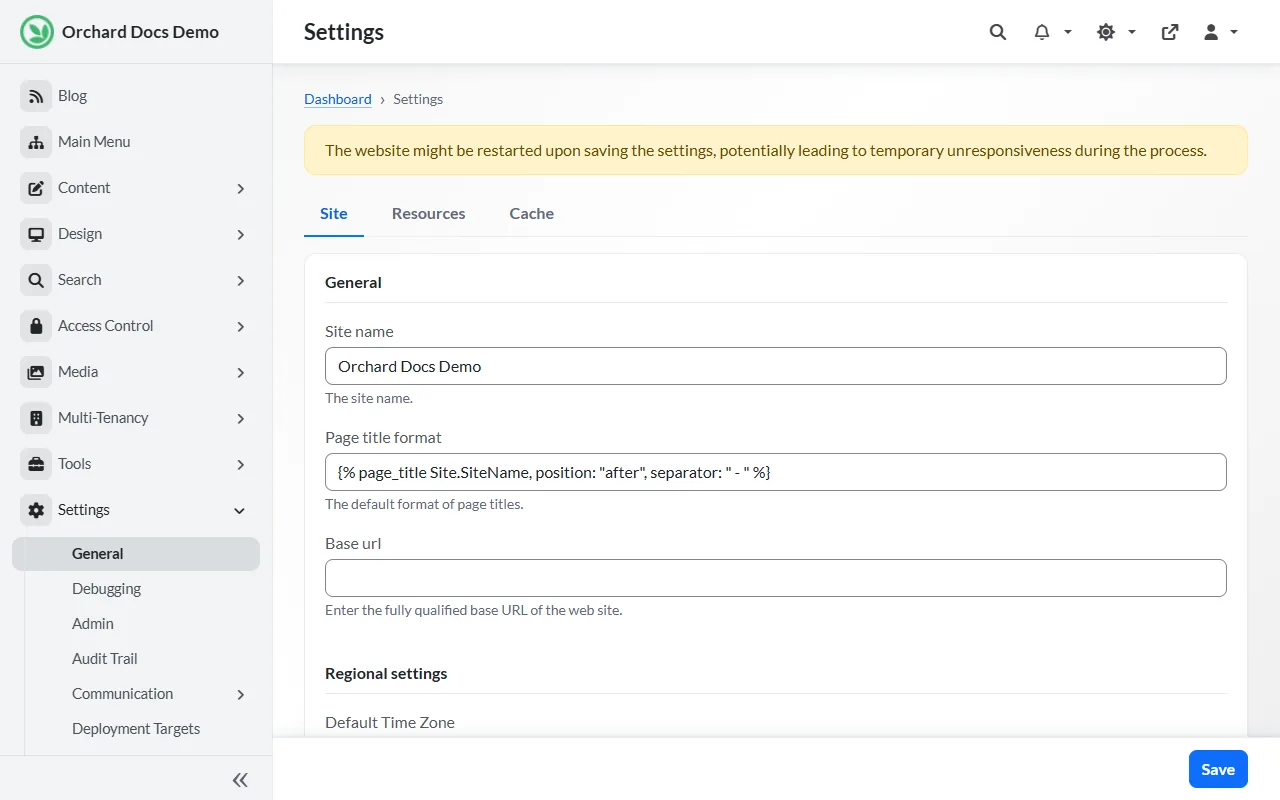 Orchard Docs Demo
Settings
Blog
Main Menu
Content
Design
Search
Access Control
Media
Multi-Tenancy
Tools
Settings
General
Debugging
Admin
Audit Trail
Communication
Deployment Targets
Dashboard › Settings
The website might be restarted upon saving the settings, potentially leading to temporary unresponsiveness during the process.
Site Resources Cache
General
Site name
Orchard Docs Demo
The site name.
Page title format
{% page_title Site.SiteName, position: "after", separator: " - " %}
The default format of page titles.
Base url
Enter the fully qualified base URL of the web site.
Regional settings
Default Time Zone
Save